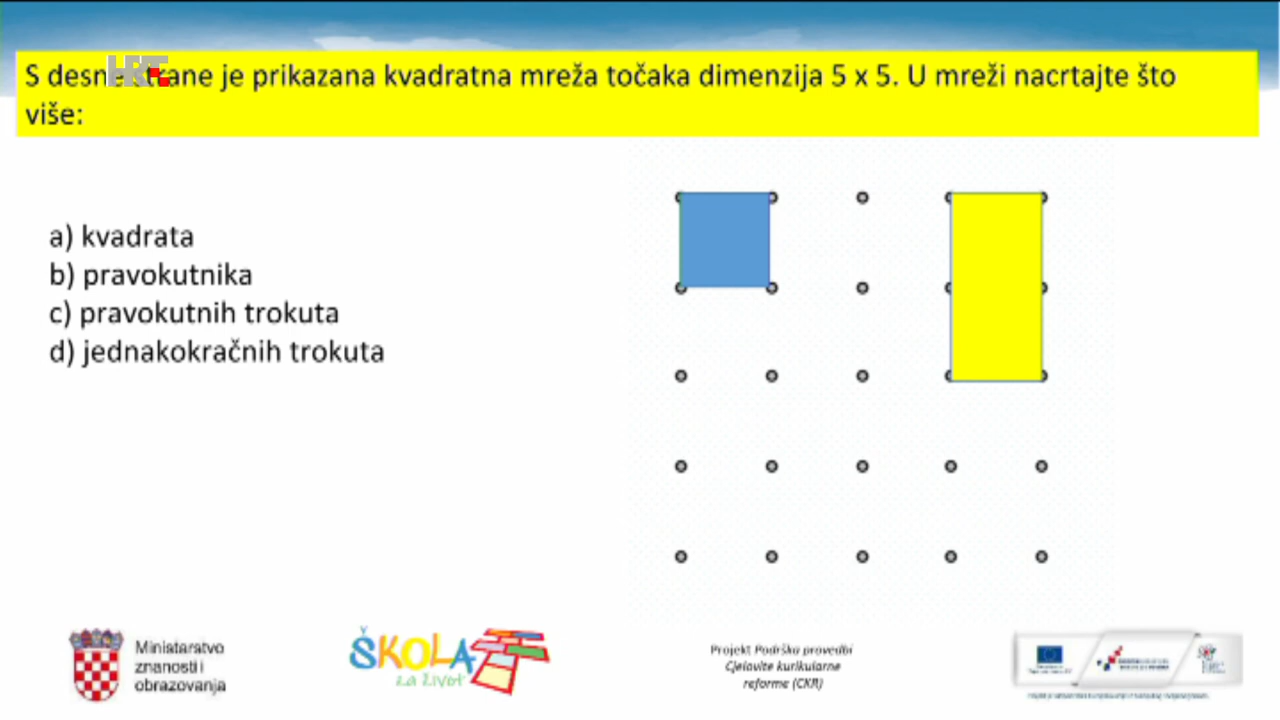 HRT
S desne strane je prikazana kvadratna mreža točaka dimenzija 5 x 5. U mreži nacrtajte što
više:
a) kvadrata
b) pravokutnika
c) pravokutnih trokuta
d) jednakokračnih trokuta
Ministarstvo
znanosti i
obrazovanja
ŠKOLA
za život
Projekt Podrška provedbi
Cjelovite kurikularne
reforme (CKR)